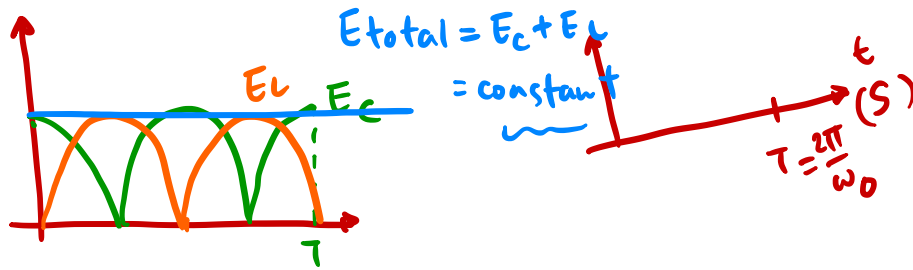 Etotal = Ec + EL
= constant
EL
Ec
T
t
(S)
T = 2π/ω0